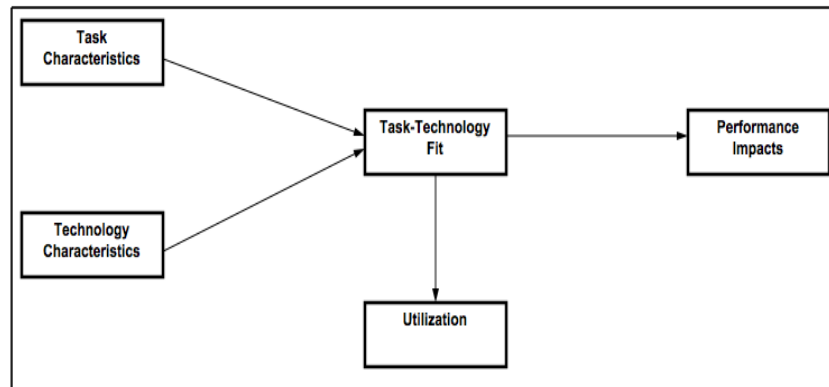 Task
Characteristics
Task-Technology
Fit
Performance
Impacts
Technology
Characteristics
Utilization